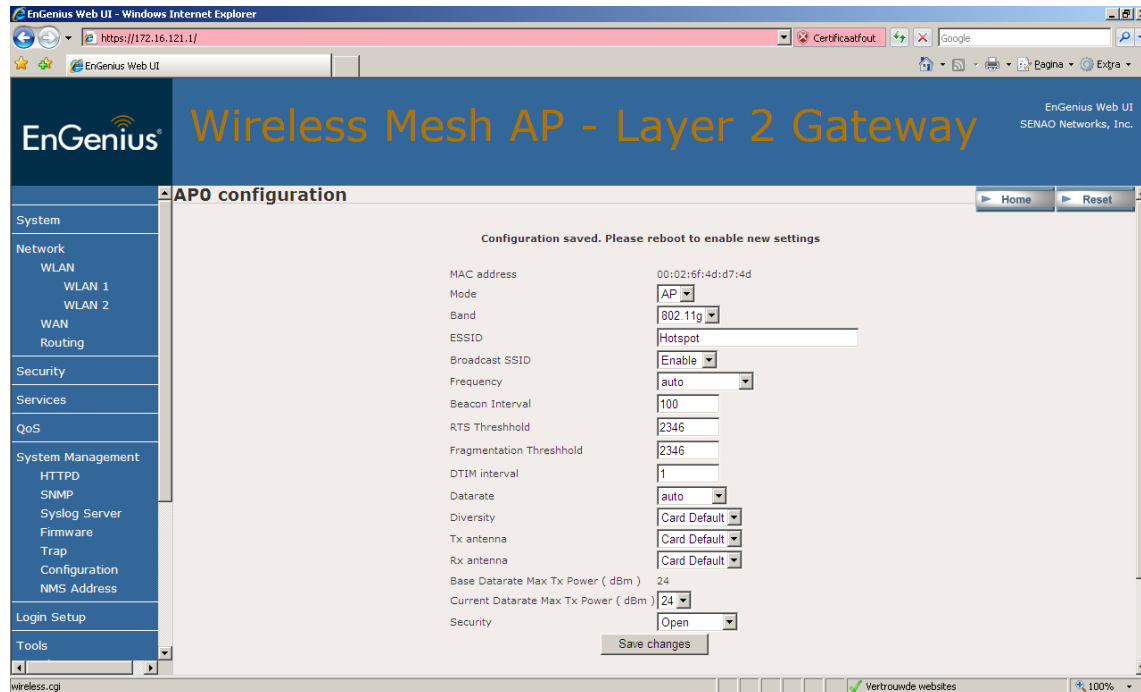 EnGenius Web UI - Windows Internet Explorer
https://172.16.121.1/
Certificaatfout
Google
EnGenius Web UI
Pagina
Extra
EnGenius®
Wireless Mesh AP - Layer 2 Gateway
EnGenius Web UI
SENAO Networks, Inc.
System
Network
WLAN
WLAN 1
WLAN 2
WAN
Routing
Security
Services
QoS
System Management
HTTPD
SNMP
Syslog Server
Firmware
Trap
Configuration
NMS Address
Login Setup
Tools
AP0 configuration
Home
Reset
Configuration saved. Please reboot to enable new settings
MAC address 00:02:6f:4d:d7:4d
Mode AP
Band 802.11g
ESSID Hotspot
Broadcast SSID Enable
Frequency auto
Beacon Interval 100
RTS Threshhold 2346
Fragmentation Threshhold 2346
DTIM interval 1
Datarate auto
Diversity Card Default
Tx antenna Card Default
Rx antenna Card Default
Base Datarate Max Tx Power ( dBm ) 24
Current Datarate Max Tx Power ( dBm ) 24
Security Open
Save changes
wireless.cgi
Vertrouwde websites
100%